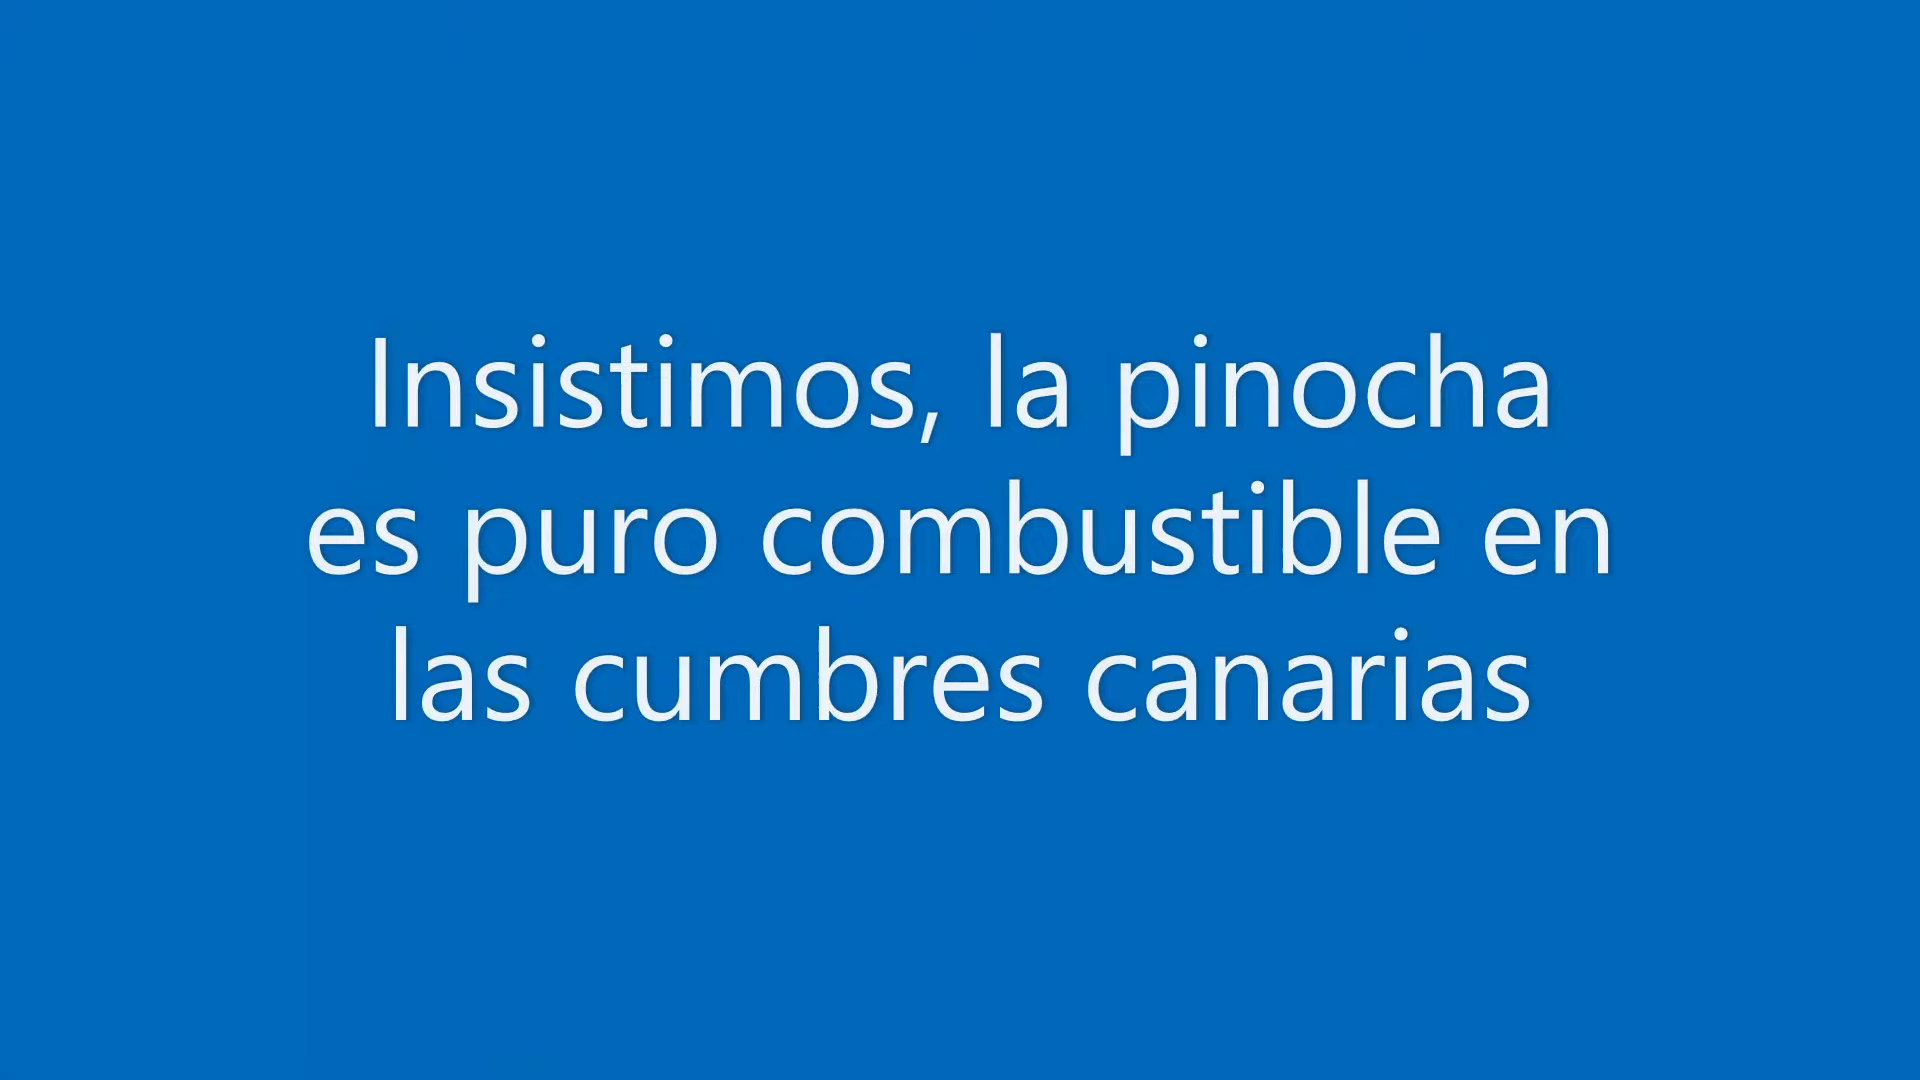 Insistimos, la pinocha
es puro combustible en
las cumbres canarias